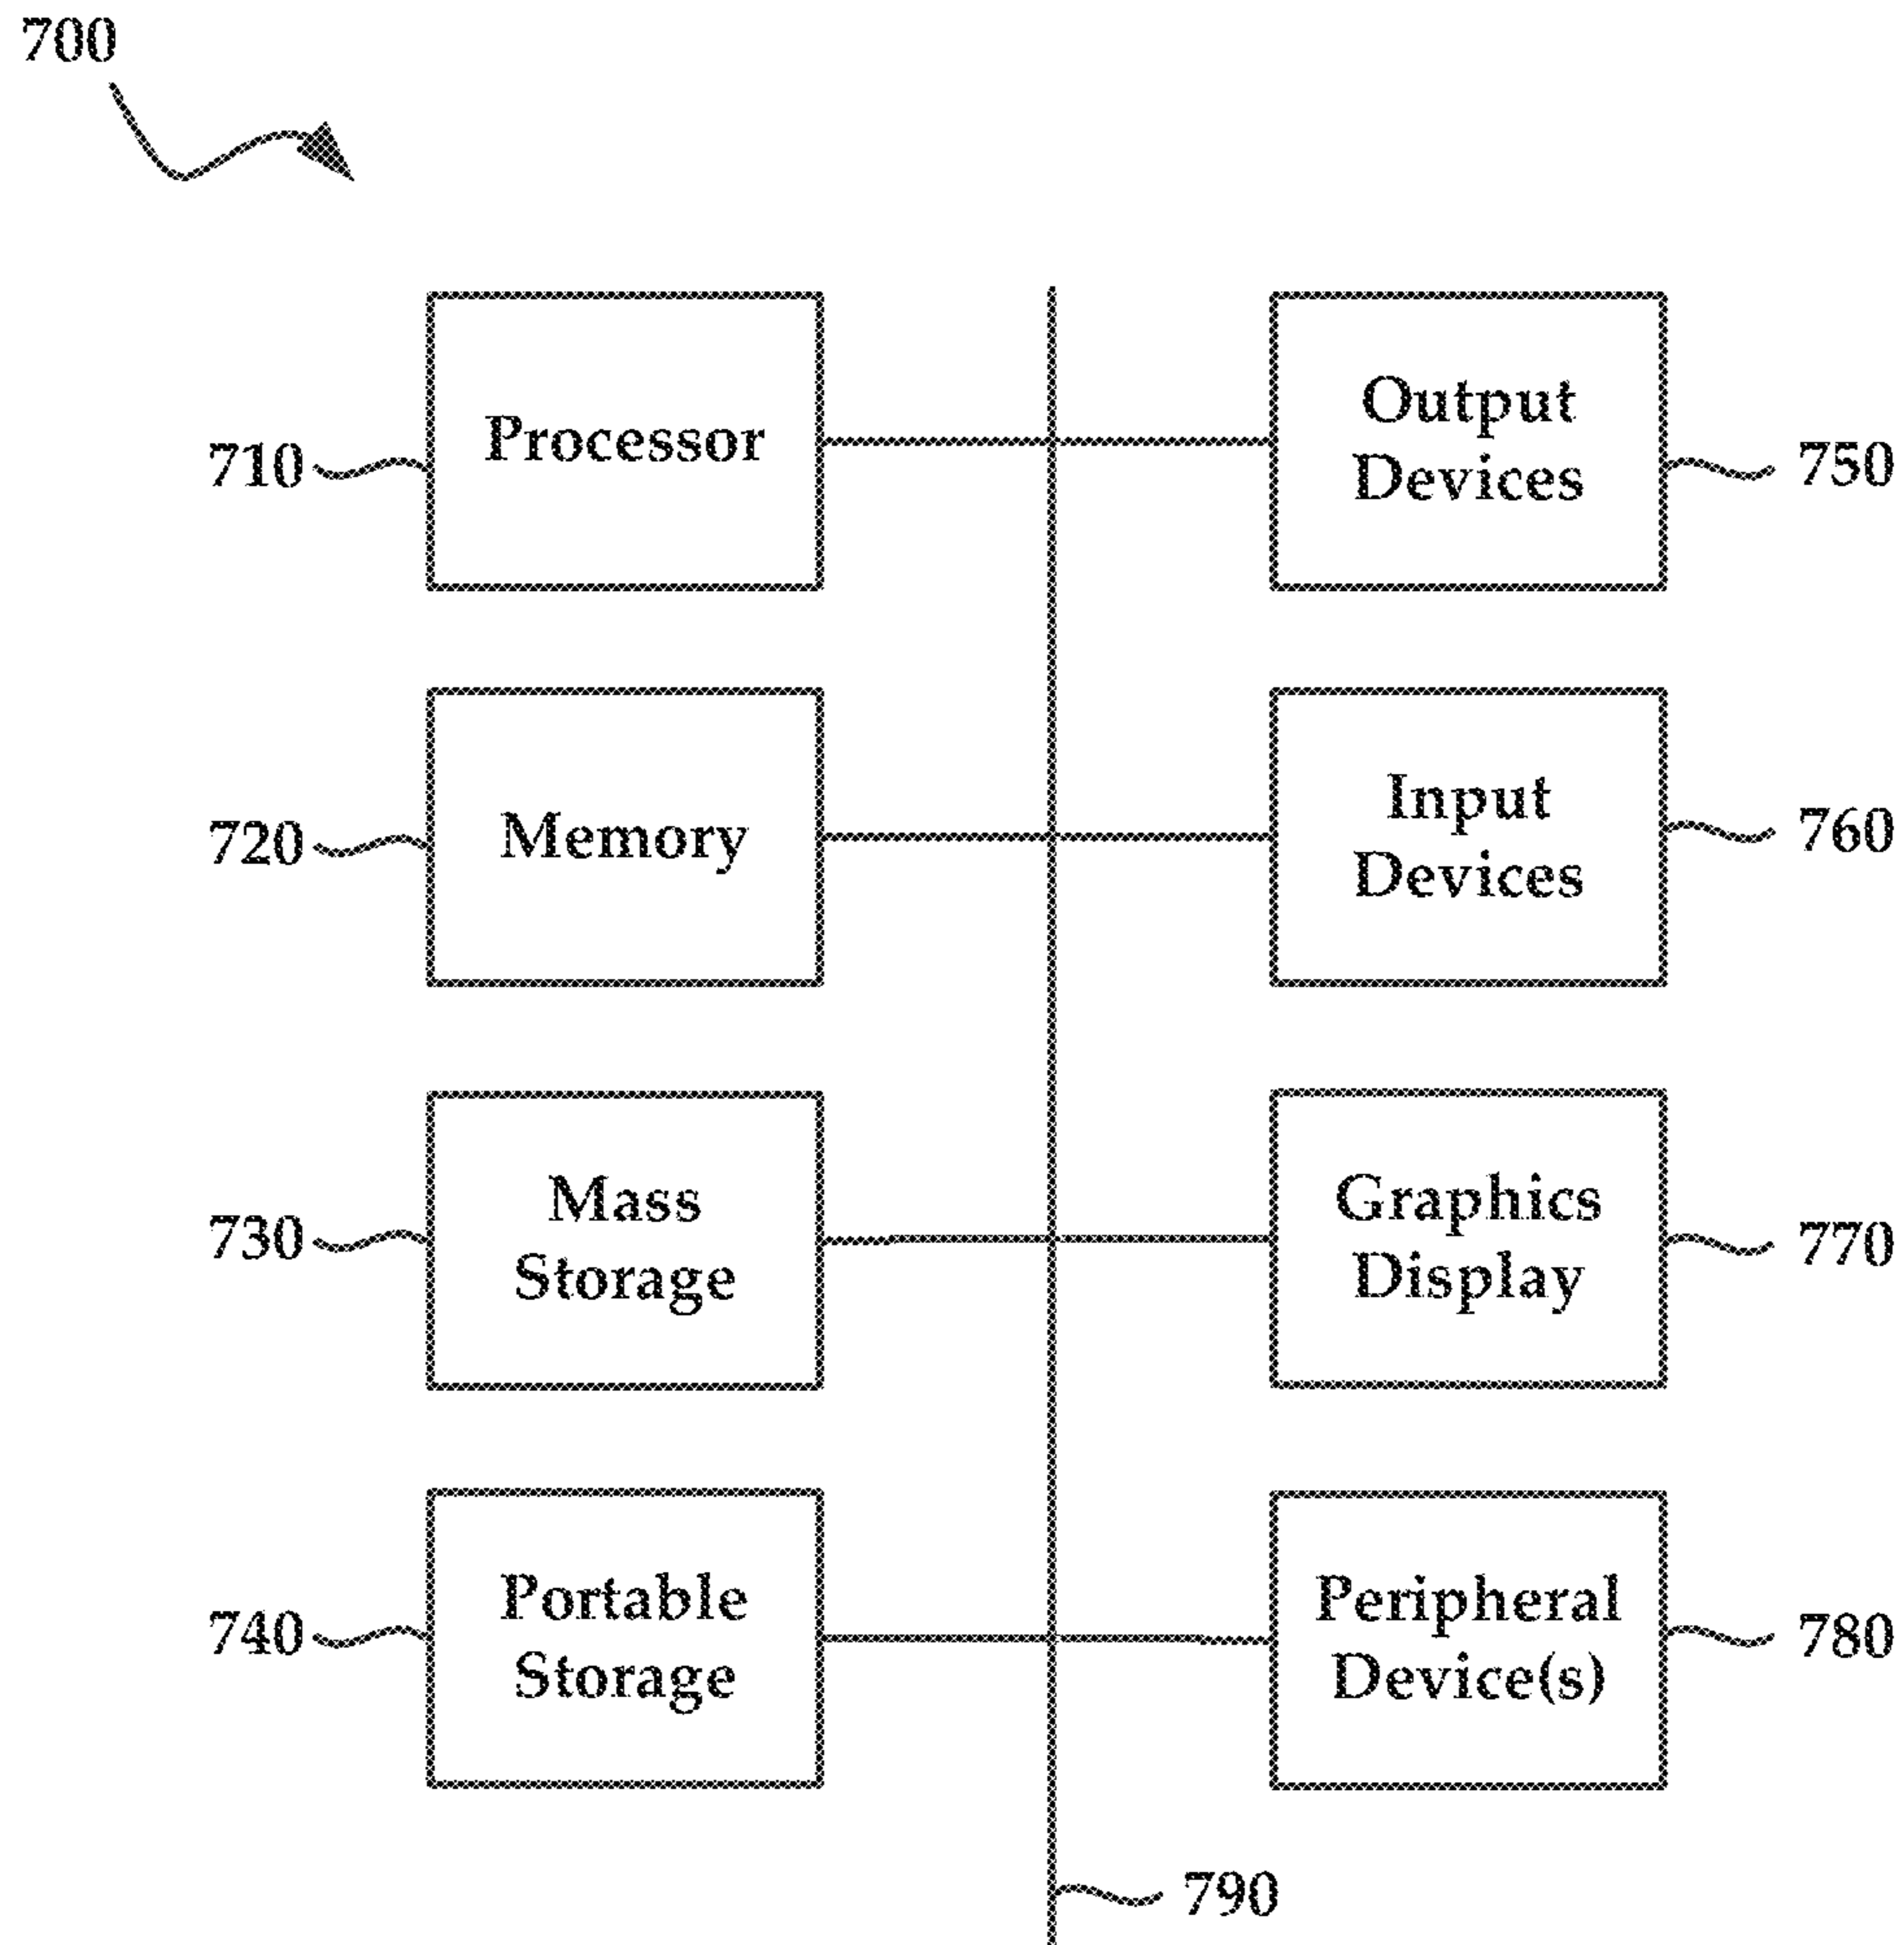 700
710
Processor
Output
Devices
750
720
Memory
Input
Devices
760
730
Mass
Storage
Graphics
Display
770
740
Portable
Storage
Peripheral
Device(s)
780
790